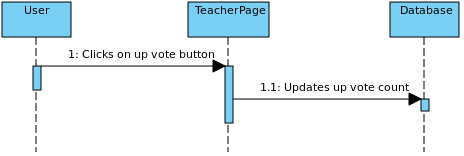 User
TeacherPage
Database
1: Clicks on up vote button
1.1: Updates up vote count